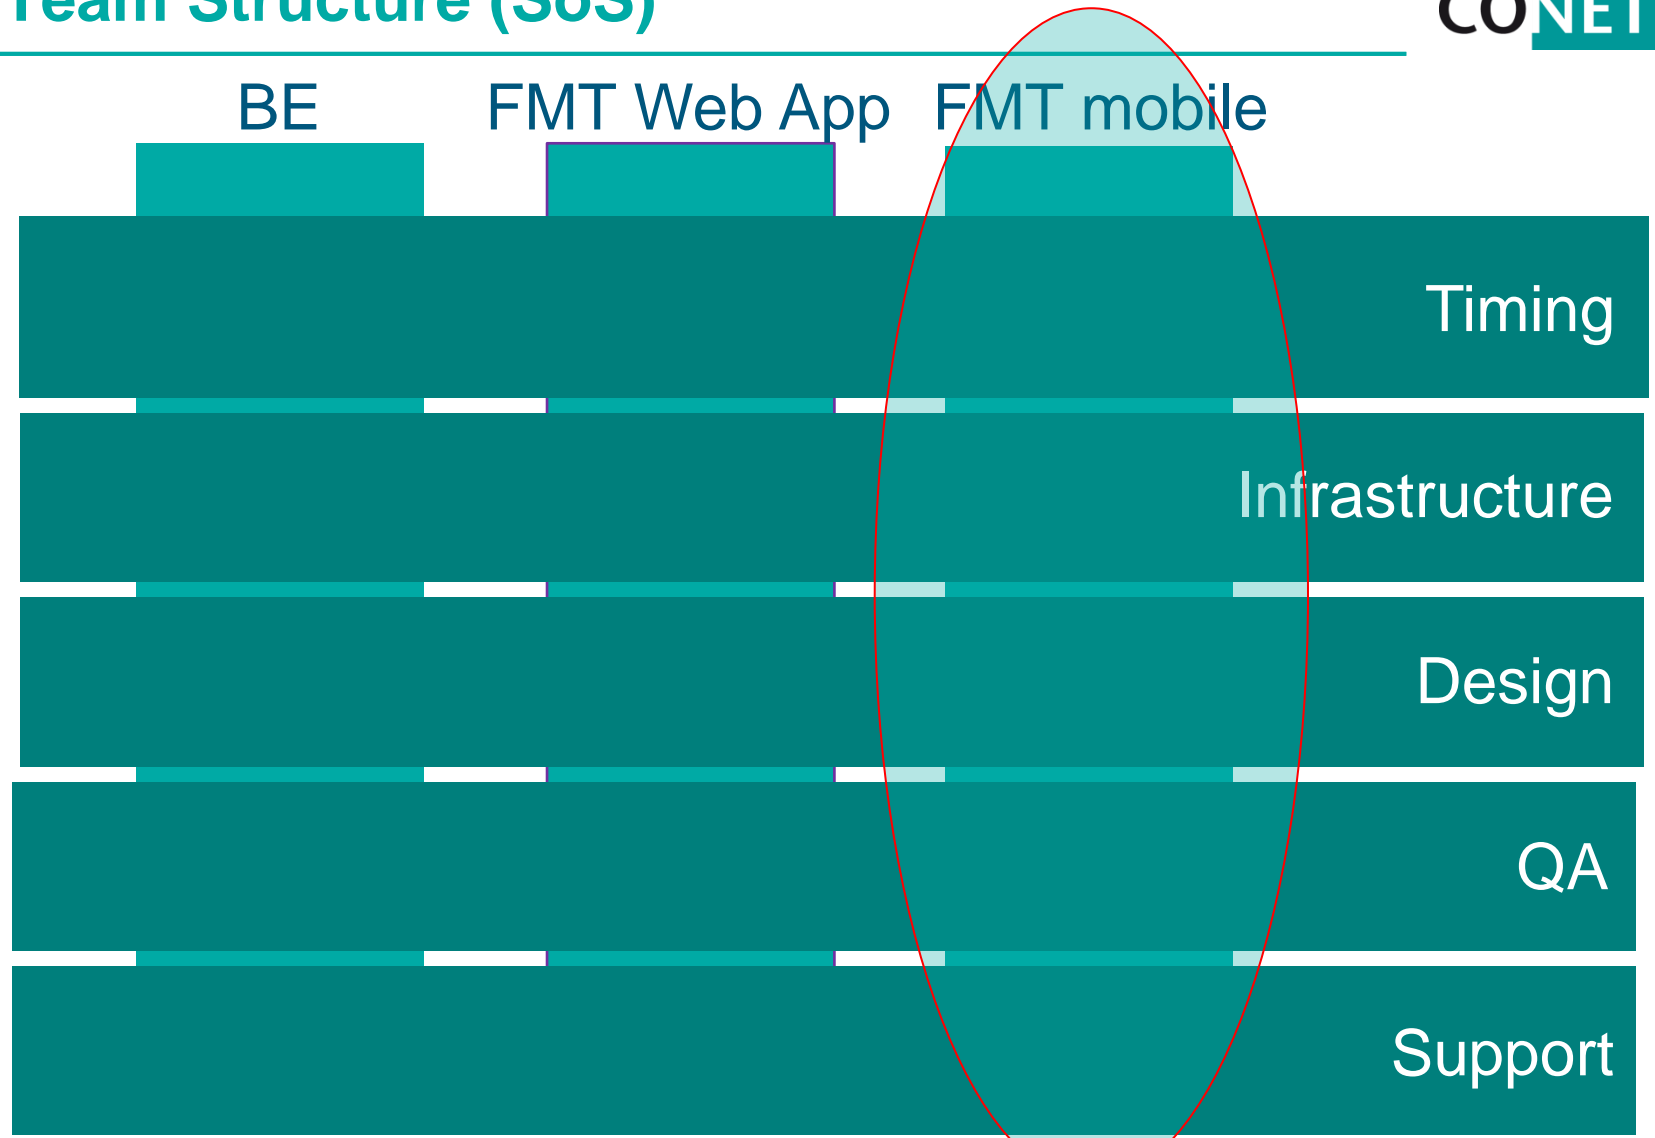 Team Structure (SoS)
CONET
BE
FMT Web App
FMT mobile
Timing
Infrastructure
Design
QA
Support